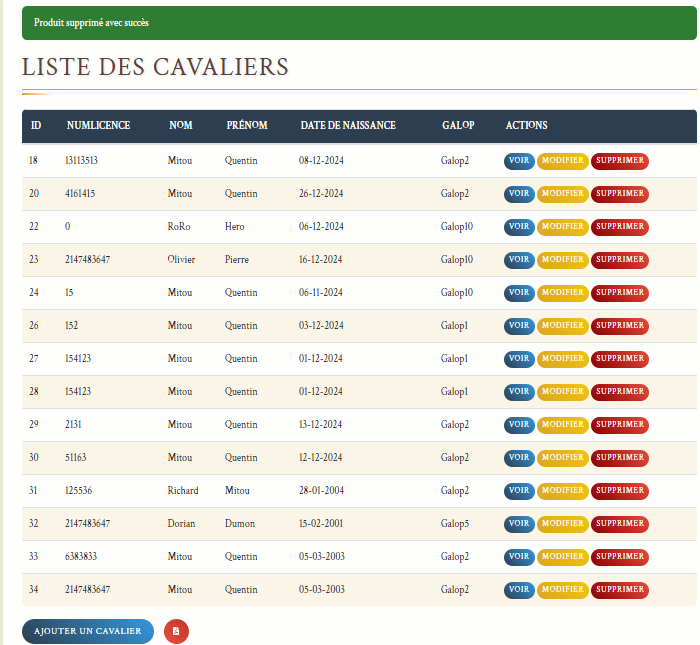 Produit supprimé avec succès
LISTE DES CAVALIERS
ID NUMLICENCE NOM PRÉNOM DATE DE NAISSANCE GALOP ACTIONS
18 13113513 Mitou Quentin 08-12-2024 Galop2 VOIR MODIFIER SUPPRIMER
20 4161415 Mitou Quentin 26-12-2024 Galop2 VOIR MODIFIER SUPPRIMER
22 0 RoRo Hero 06-12-2024 Galop10 VOIR MODIFIER SUPPRIMER
23 2147483647 Olivier Pierre 16-12-2024 Galop10 VOIR MODIFIER SUPPRIMER
24 15 Mitou Quentin 06-11-2024 Galop10 VOIR MODIFIER SUPPRIMER
26 152 Mitou Quentin 03-12-2024 Galop1 VOIR MODIFIER SUPPRIMER
27 154123 Mitou Quentin 01-12-2024 Galop1 VOIR MODIFIER SUPPRIMER
28 154123 Mitou Quentin 01-12-2024 Galop1 VOIR MODIFIER SUPPRIMER
29 2131 Mitou Quentin 13-12-2024 Galop2 VOIR MODIFIER SUPPRIMER
30 51163 Mitou Quentin 12-12-2024 Galop2 VOIR MODIFIER SUPPRIMER
31 125536 Richard Mitou 28-01-2004 Galop2 VOIR MODIFIER SUPPRIMER
32 2147483647 Dorian Dumon 15-02-2001 Galop5 VOIR MODIFIER SUPPRIMER
33 6383833 Mitou Quentin 05-03-2003 Galop2 VOIR MODIFIER SUPPRIMER
34 2147483647 Mitou Quentin 05-03-2003 Galop2 VOIR MODIFIER SUPPRIMER
AJOUTER UN CAVALIER